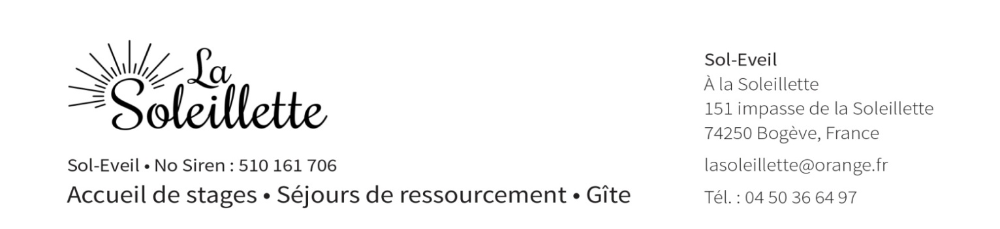 La
Soleillette
Sol-Eveil • No Siren : 510 161 706
Accueil de stages • Séjours de ressourcement • Gîte
Sol-Eveil
À la Soleillette
151 impasse de la Soleillette
74250 Bogève, France
lasoleillette@orange.fr
Tél. : 04 50 36 64 97